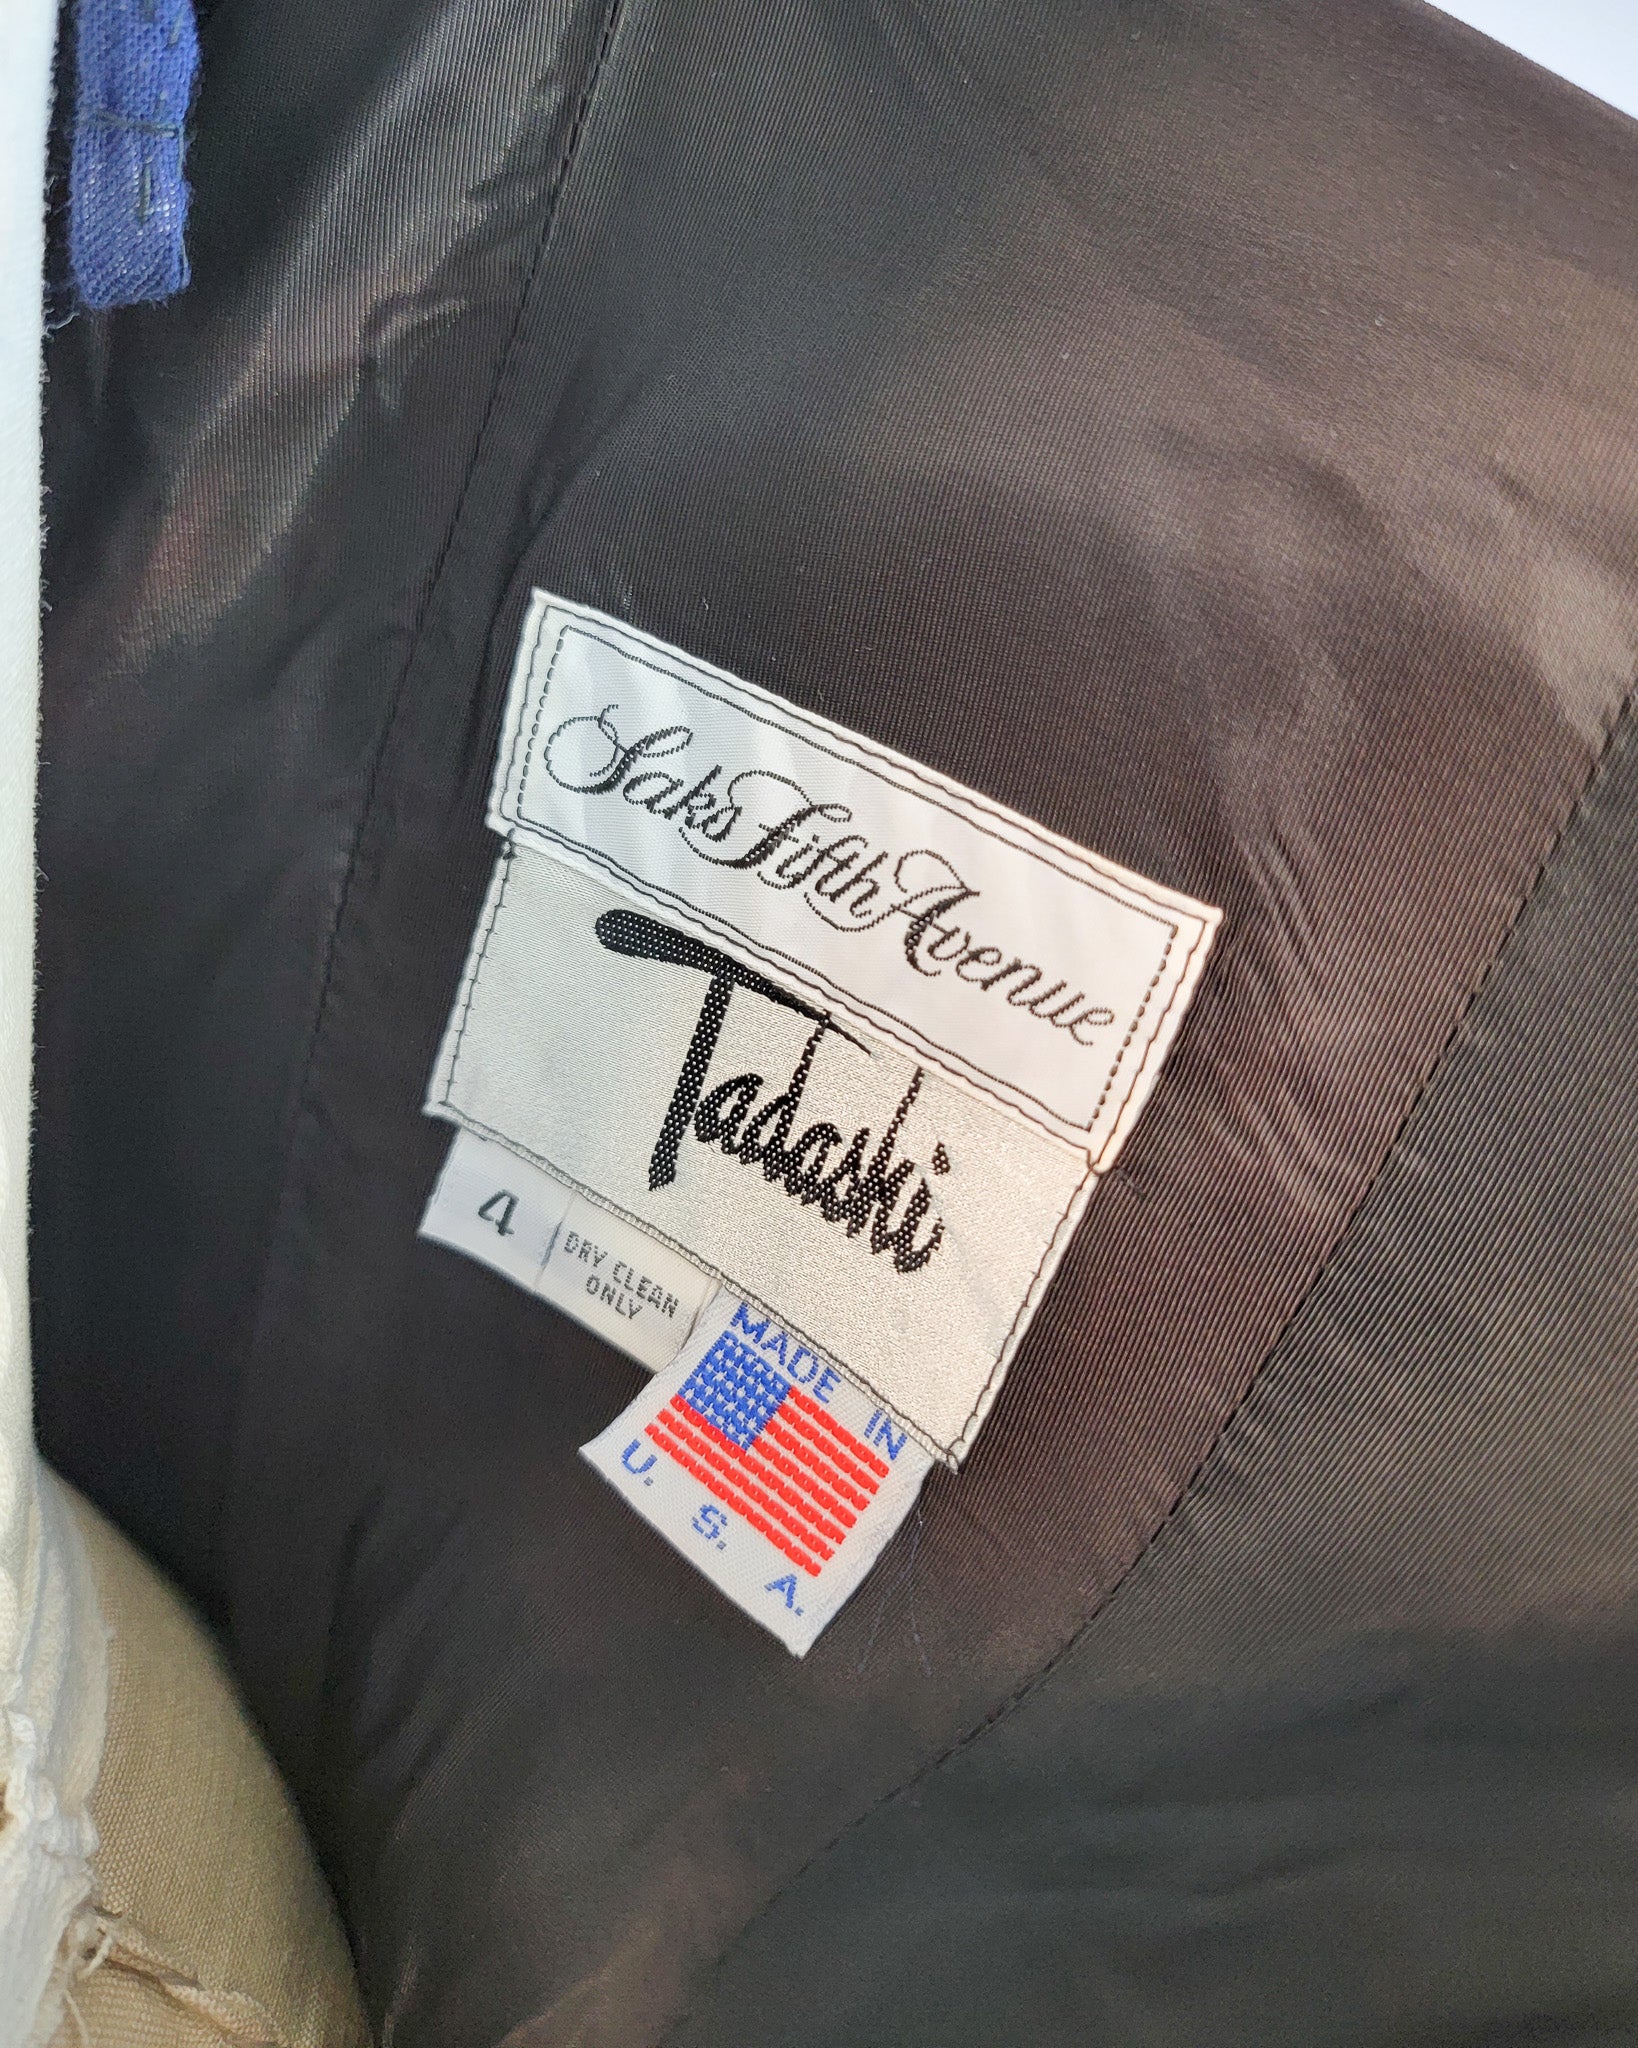 Saks Fifth Avenue
Tadashi
4
DRY CLEAN
ONLY
MADE IN
U. S. A.